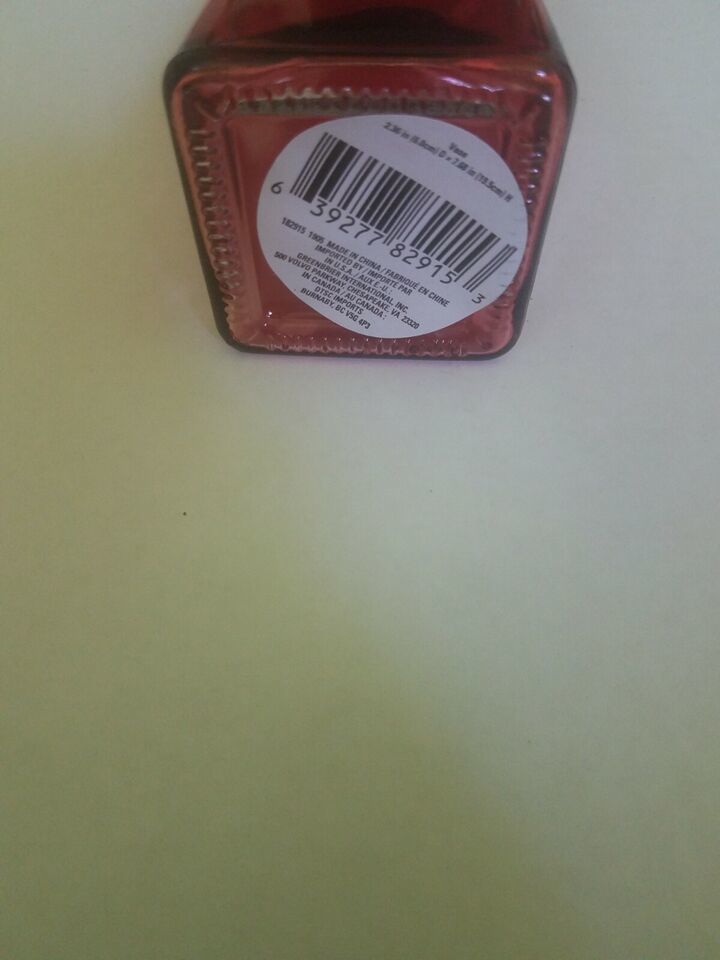 Vase
2.36 in (6.0cm) D x 7.68 in (19.5cm) H
6 39277 82915 3
182915 1905 MADE IN CHINA / FABRIQUÉ EN CHINE
IMPORTED BY / IMPORTÉ PAR
IN U.S.A. / AUX É.-U. :
GREENBRIER INTERNATIONAL, INC.
500 VOLVO PARKWAY, CHESAPEAKE, VA 23320
IN CANADA / AU CANADA :
DTSC IMPORTS
BURNABY, BC V5G 4P3